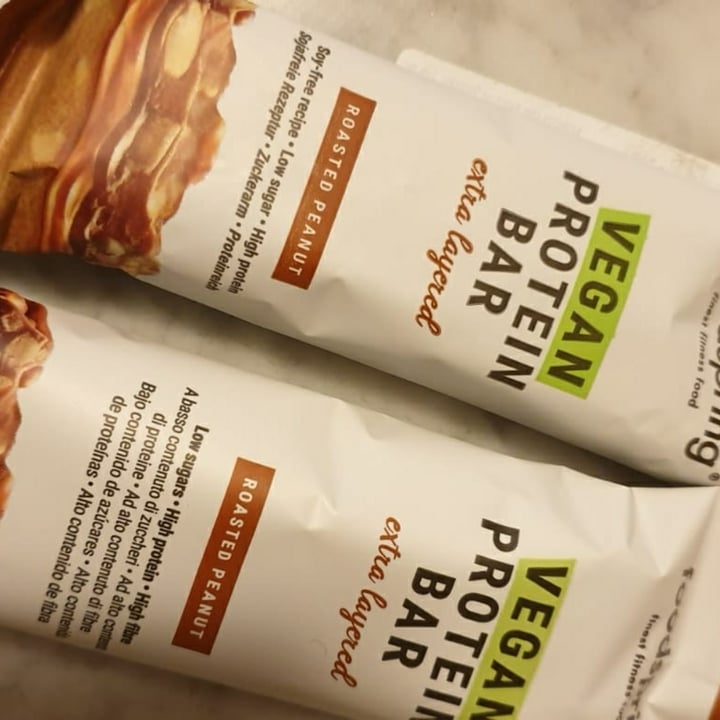 finest fitness food
VEGAN
PROTEIN
BAR
extra layered
ROASTED PEANUT
Soy-free recipe • Low sugar • High protein
Sojafreie Rezeptur • Zuckerarm • Proteinreich
finest fitness
VEGAN
PROTEIN
BAR
extra layered
ROASTED PEANUT
Low sugars • High protein • High fibre
A basso contenuto di zuccheri • Ad alto contenuto
di proteine • Ad alto contenuto di fibre
Bajo contenido de azúcares • Alto contenido
de proteínas • Alto contenido de fibra